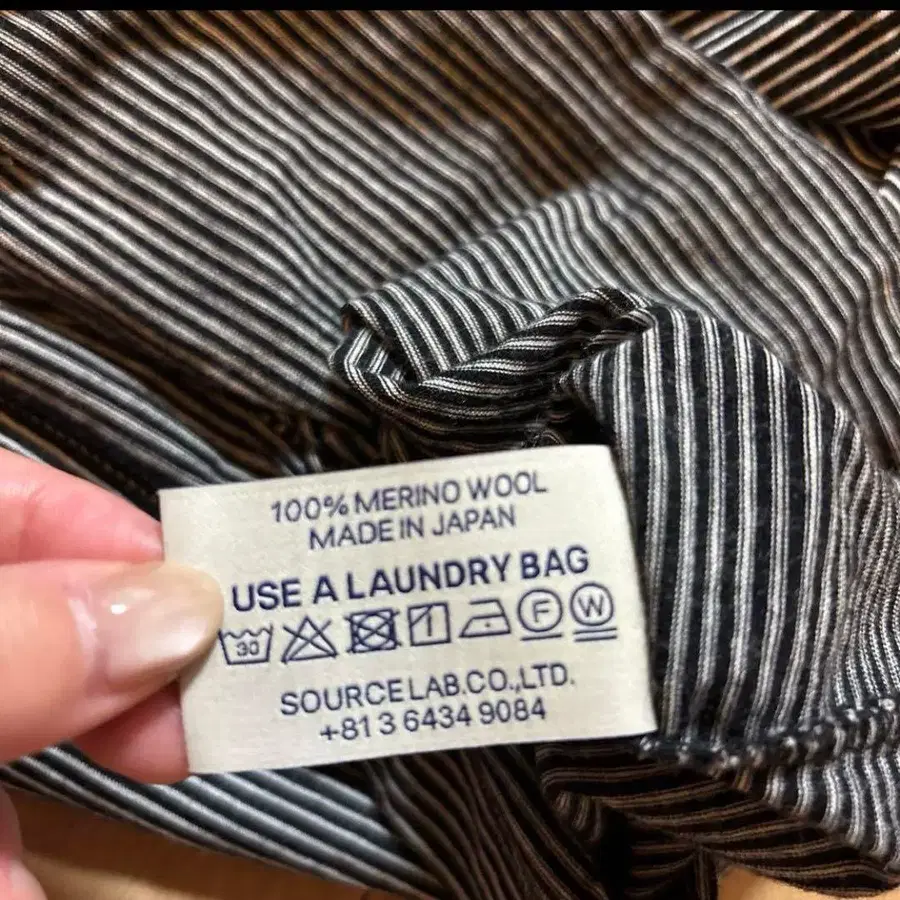 100% MERINO WOOL
MADE IN JAPAN
USE A LAUNDRY BAG
30 F W
SOURCE LAB.CO.,LTD.
+81 3 6434 9084